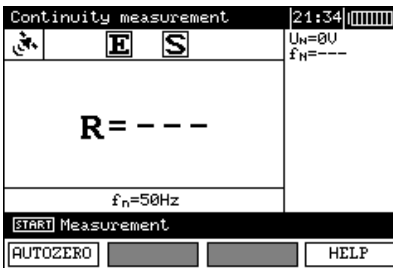 Continuity measurement 21:34
E S
UN=0V
fN=---
R=---
fn=50Hz
START Measurement
AUTOZERO HELP